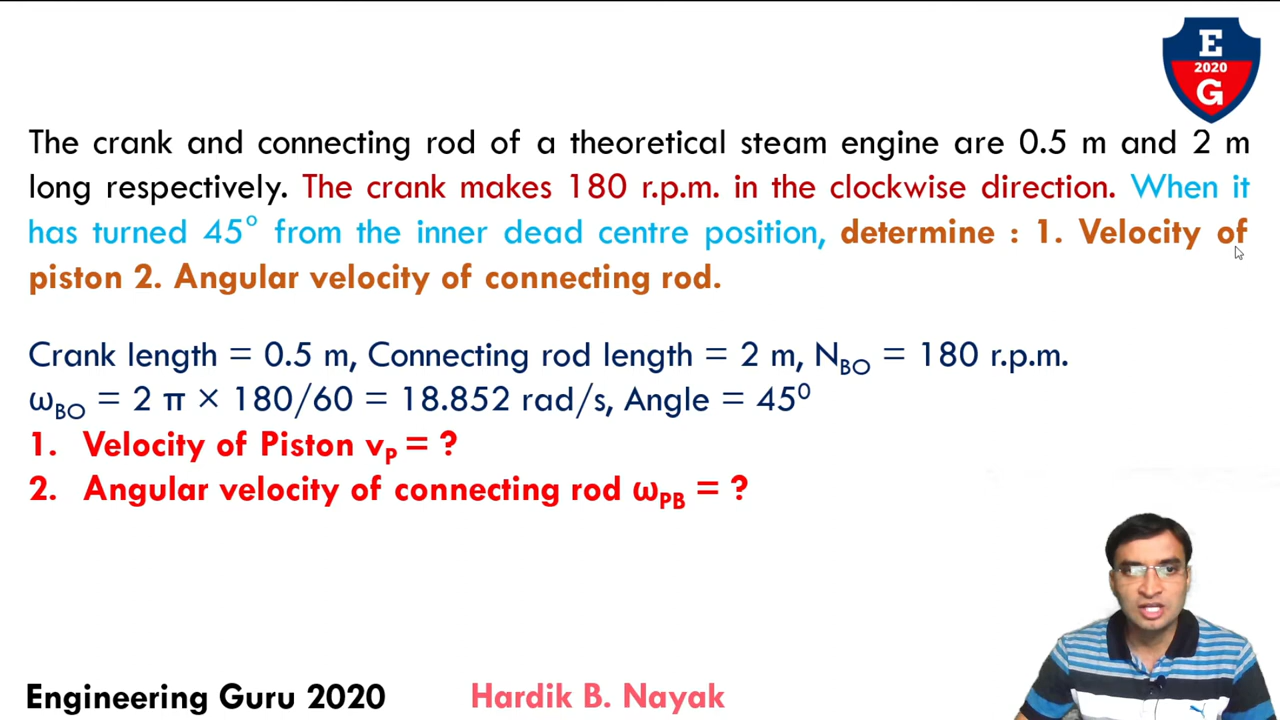 E
2020
G
The crank and connecting rod of a theoretical steam engine are 0.5 m and 2 m
long respectively. The crank makes 180 r.p.m. in the clockwise direction. When it
has turned 45° from the inner dead centre position, determine : 1. Velocity of
piston 2. Angular velocity of connecting rod.
Crank length = 0.5 m, Connecting rod length = 2 m, N_BO = 180 r.p.m.
ω_BO = 2 π × 180/60 = 18.852 rad/s, Angle = 45⁰
1. Velocity of Piston v_P = ?
2. Angular velocity of connecting rod ω_PB = ?
Engineering Guru 2020
Hardik B. Nayak